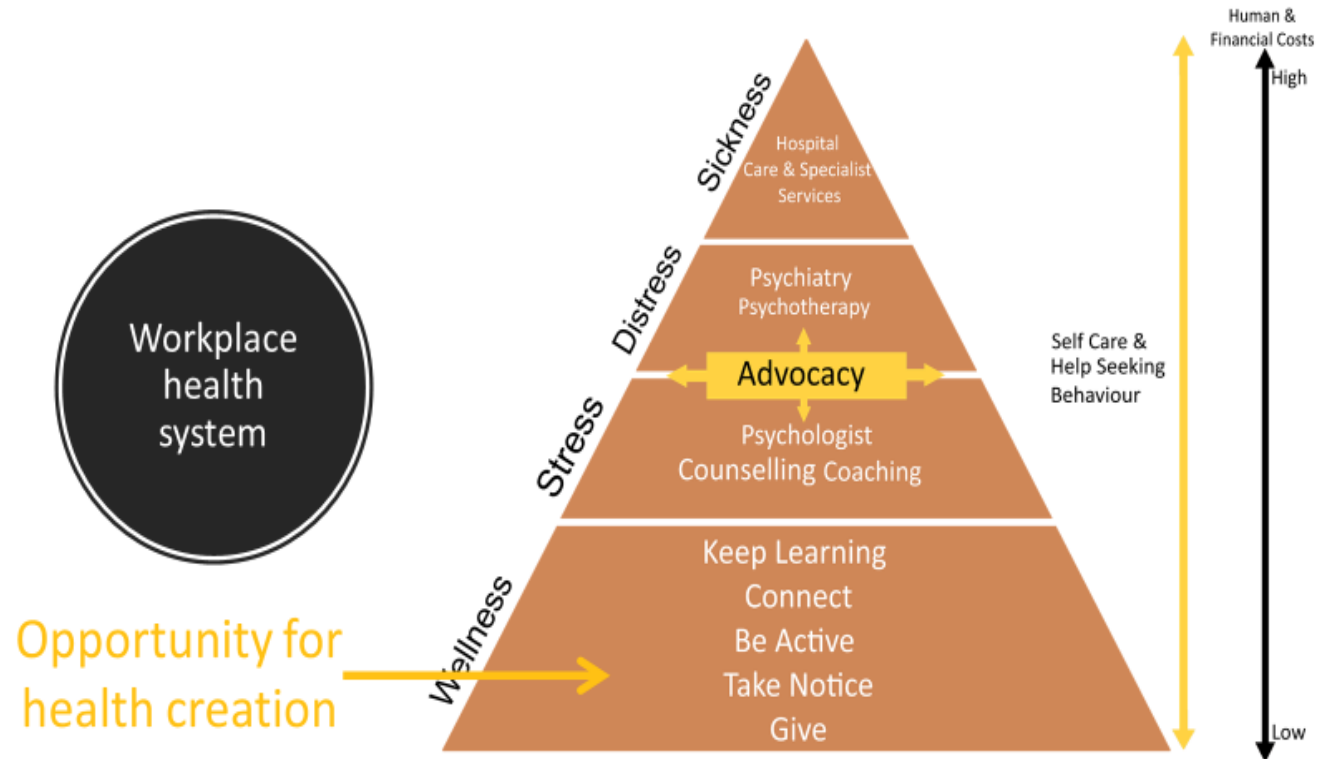 Workplace
health
system
Opportunity for
health creation
Sickness
Hospital
Care & Specialist
Services
Distress
Psychiatry
Psychotherapy
Advocacy
Stress
Psychologist
Counselling Coaching
Wellness
Keep Learning
Connect
Be Active
Take Notice
Give
Self Care &
Help Seeking
Behaviour
Human &
Financial Costs
High
Low